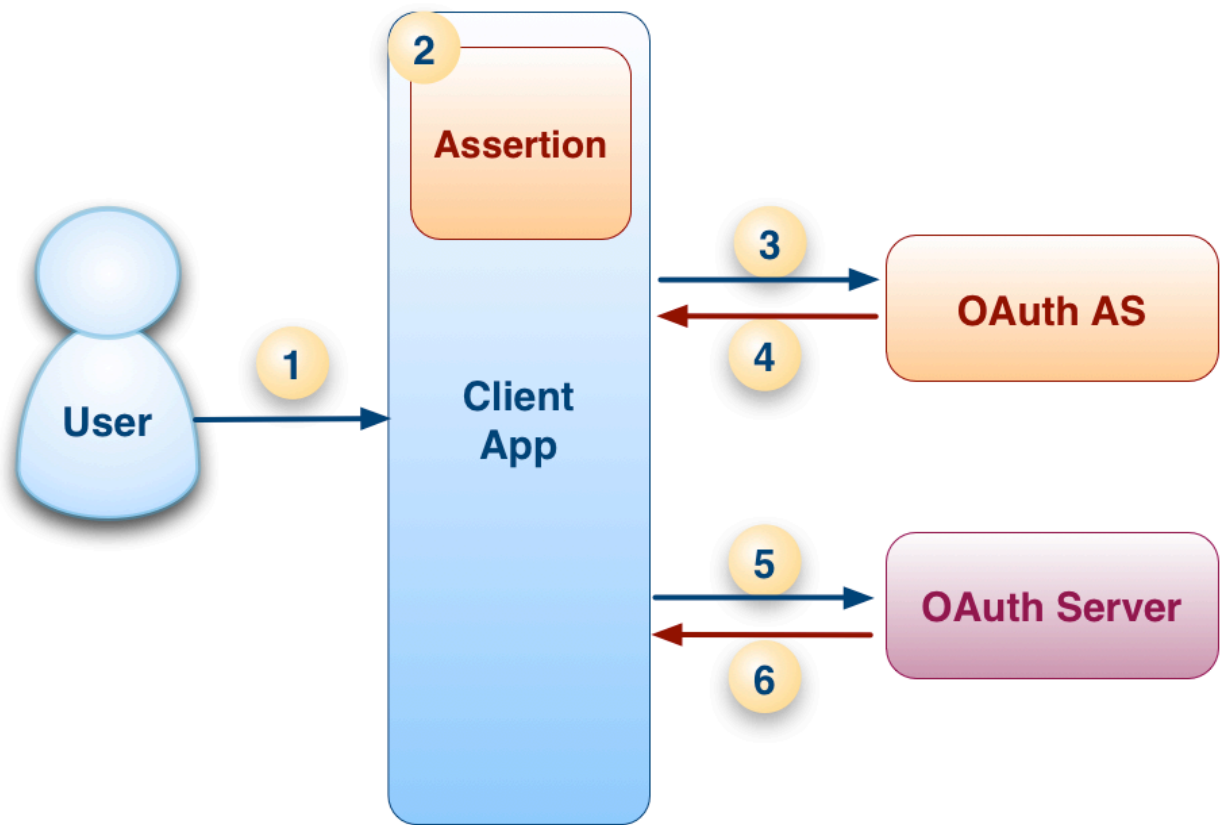 2
Assertion
3
OAuth AS
4
1
User
Client
App
5
OAuth Server
6